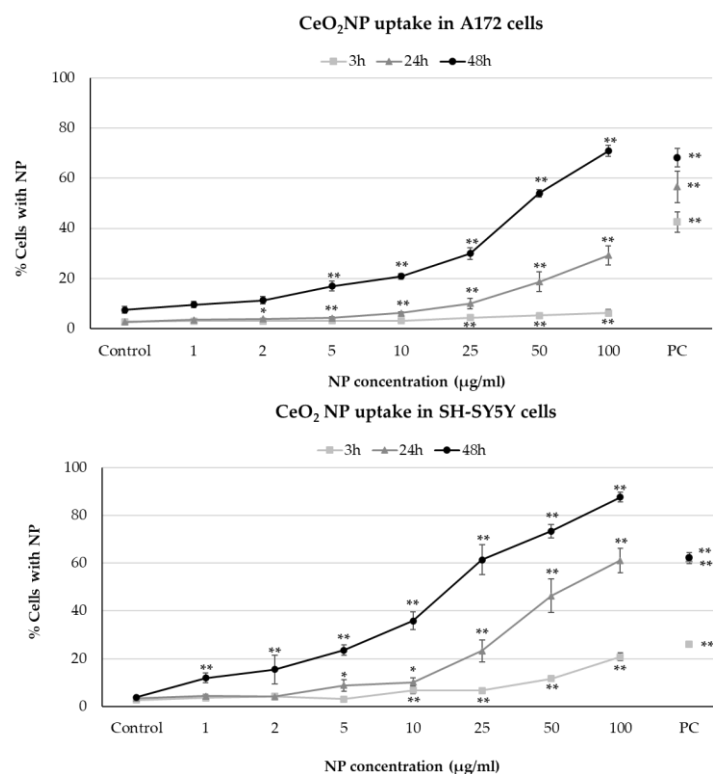 CeO₂NP uptake in A172 cells
3h 24h 48h
100
80
60
40
20
0
% Cells with NP
** ** ** ** ** ** ** ** ** ** ** ** * ** ** ** ** **
Control 1 2 5 10 25 50 100 PC
NP concentration (µg/ml)
CeO₂ NP uptake in SH-SY5Y cells
3h 24h 48h
100
80
60
40
20
0
% Cells with NP
** ** ** ** ** ** ** ** ** ** * * ** ** ** ** ** ** **
Control 1 2 5 10 25 50 100 PC
NP concentration (µg/ml)